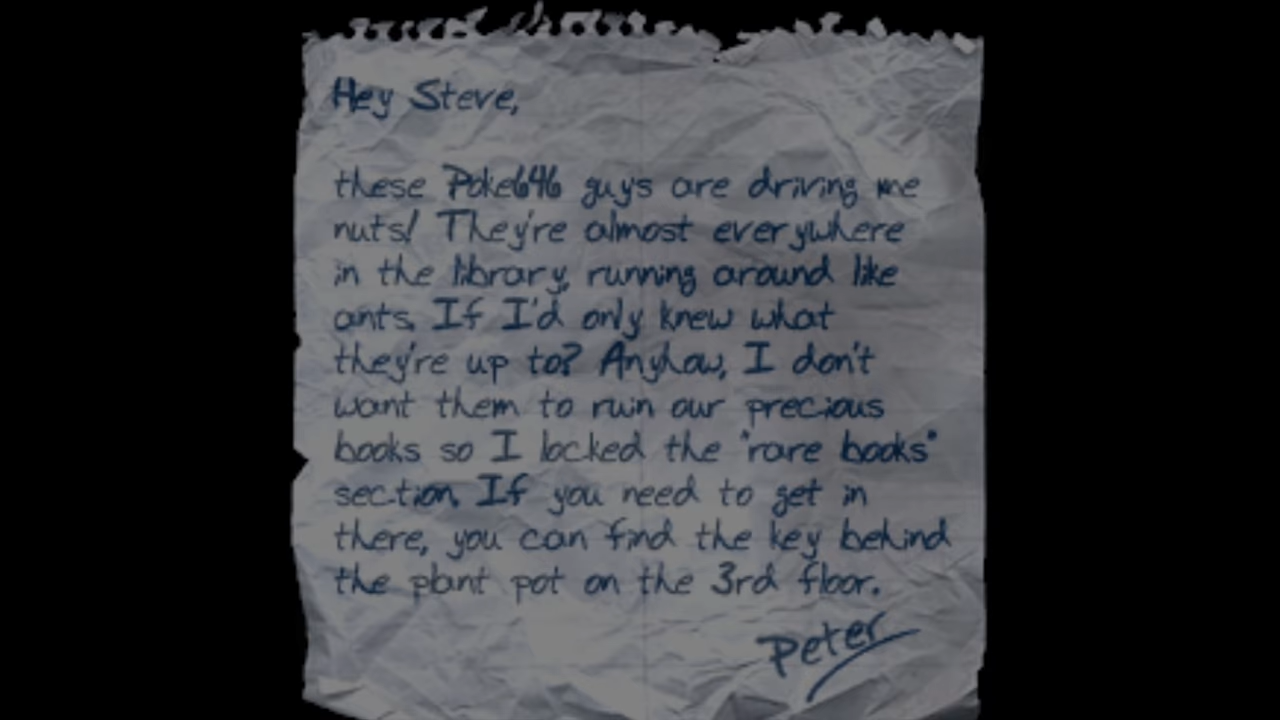 Hey Steve,
these Poke646 guys are driving me
nuts! They're almost everywhere
in the library, running around like
ants. If I'd only knew what
they're up to? Anyhow, I don't
want them to ruin our precious
books so I locked the "rare books"
section. If you need to get in
there, you can find the key behind
the plant pot on the 3rd floor.
Peter